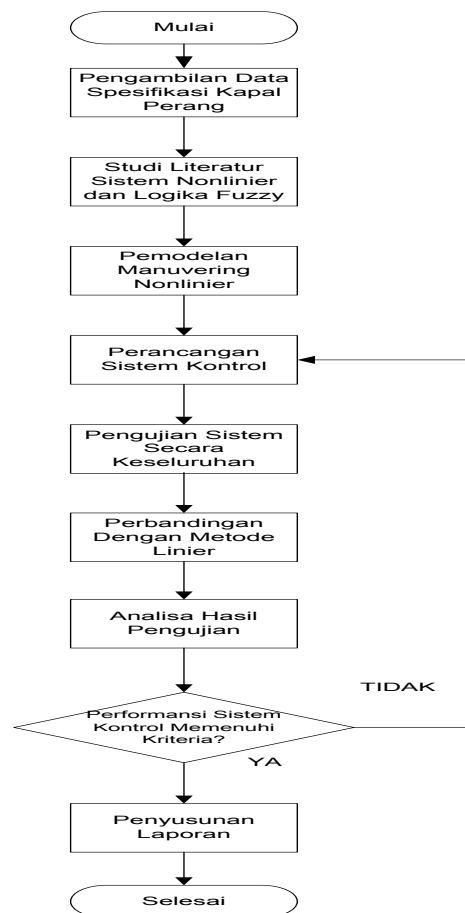 Mulai
Pengambilan Data
Spesifikasi Kapal
Perang
Studi Literatur
Sistem Nonlinier
dan Logika Fuzzy
Pemodelan
Manuvering
Nonlinier
Perancangan
Sistem Kontrol
Pengujian Sistem
Secara
Keseluruhan
Perbandingan
Dengan Metode
Linier
Analisa Hasil
Pengujian
TIDAK
Performansi Sistem
Kontrol Memenuhi
Kriteria?
YA
Penyusunan
Laporan
Selesai